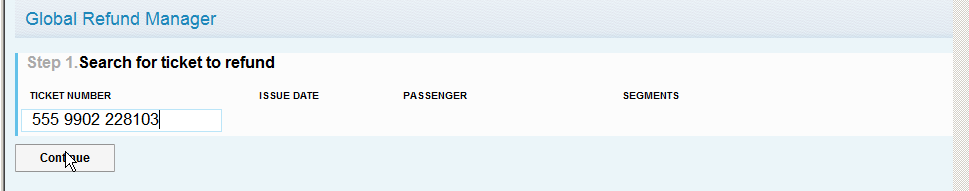 Global Refund Manager
Step 1.Search for ticket to refund
TICKET NUMBER ISSUE DATE PASSENGER SEGMENTS
555 9902 228103
Continue